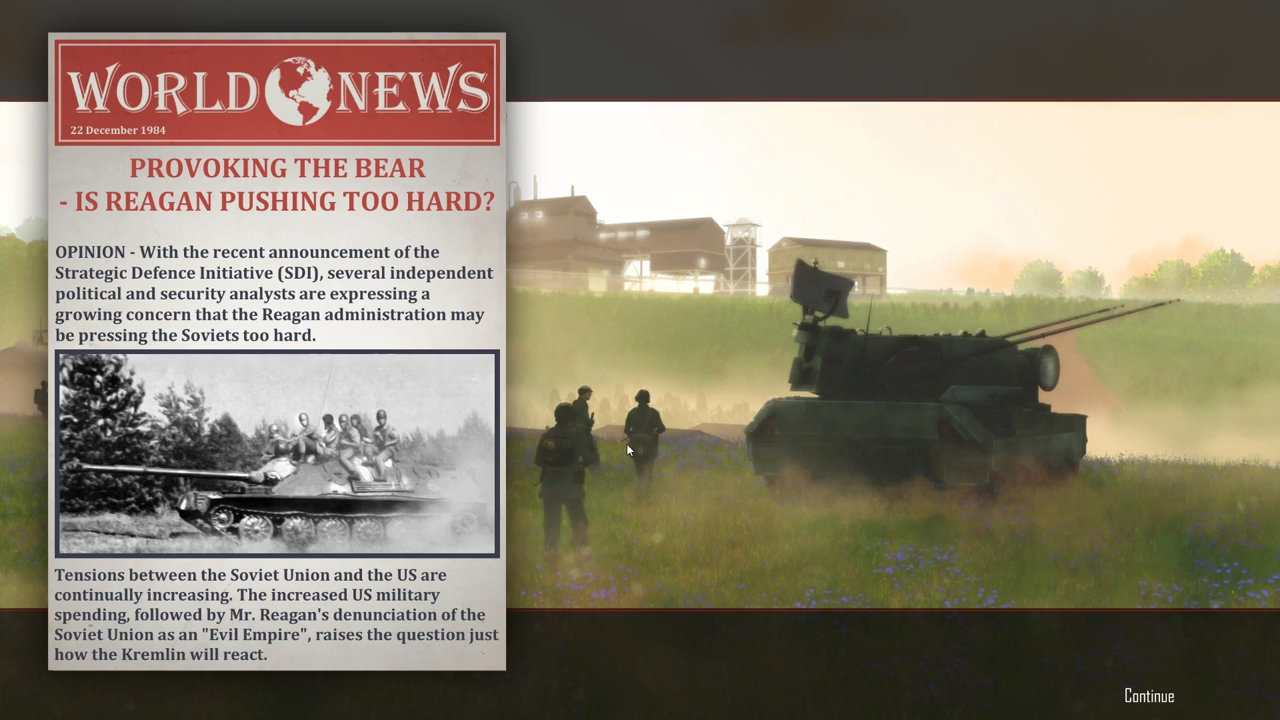 WORLD NEWS
22 December 1984
PROVOKING THE BEAR
- IS REAGAN PUSHING TOO HARD?
OPINION - With the recent announcement of the
Strategic Defence Initiative (SDI), several independent
political and security analysts are expressing a
growing concern that the Reagan administration may
be pressing the Soviets too hard.
Tensions between the Soviet Union and the US are
continually increasing. The increased US military
spending, followed by Mr. Reagan's denunciation of the
Soviet Union as an "Evil Empire", raises the question just
how the Kremlin will react.
Continue